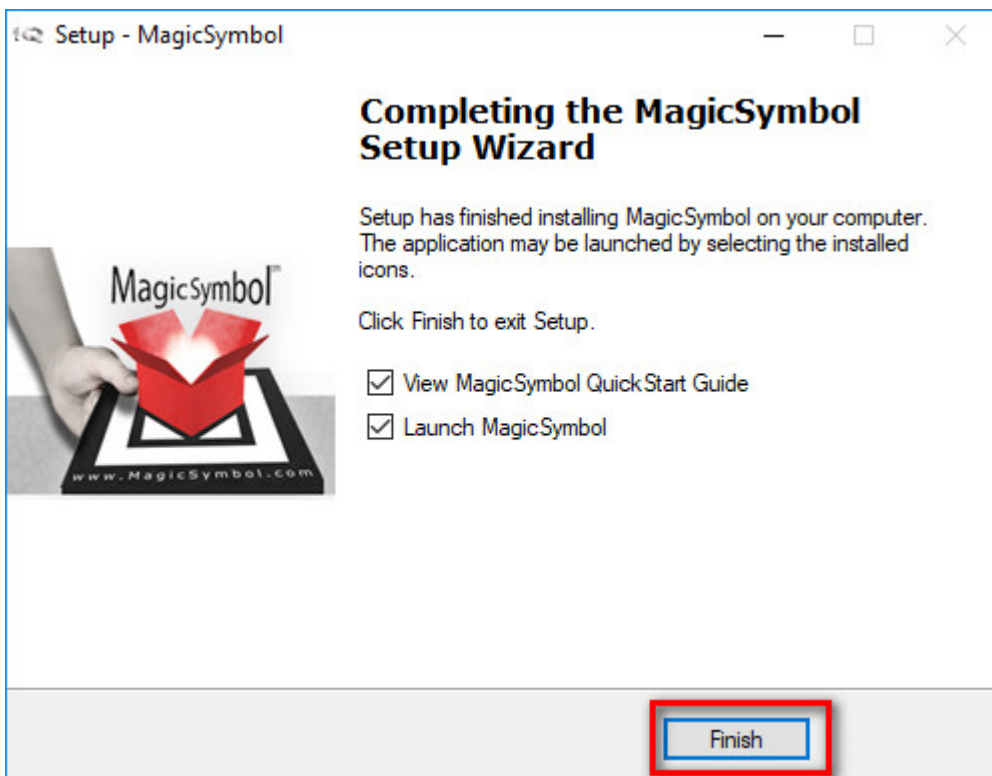 Setup - MagicSymbol
Completing the MagicSymbol
Setup Wizard
Setup has finished installing MagicSymbol on your computer.
The application may be launched by selecting the installed
icons.
Click Finish to exit Setup.
View MagicSymbol QuickStart Guide
Launch MagicSymbol
MagicSymbol
www.MagicSymbol.com
Finish